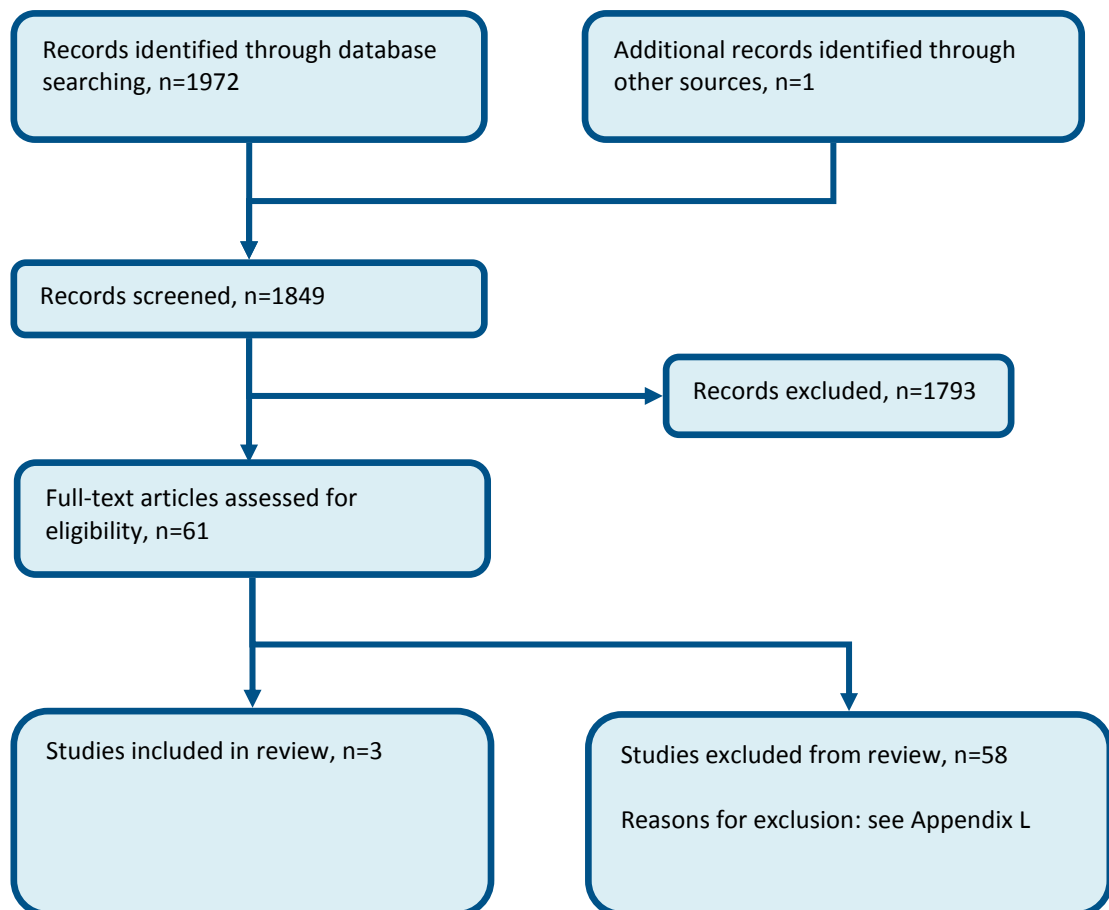 Records identified through database
searching, n=1972
Additional records identified through
other sources, n=1
Records screened, n=1849
Records excluded, n=1793
Full-text articles assessed for
eligibility, n=61
Studies included in review, n=3
Studies excluded from review, n=58
Reasons for exclusion: see Appendix L